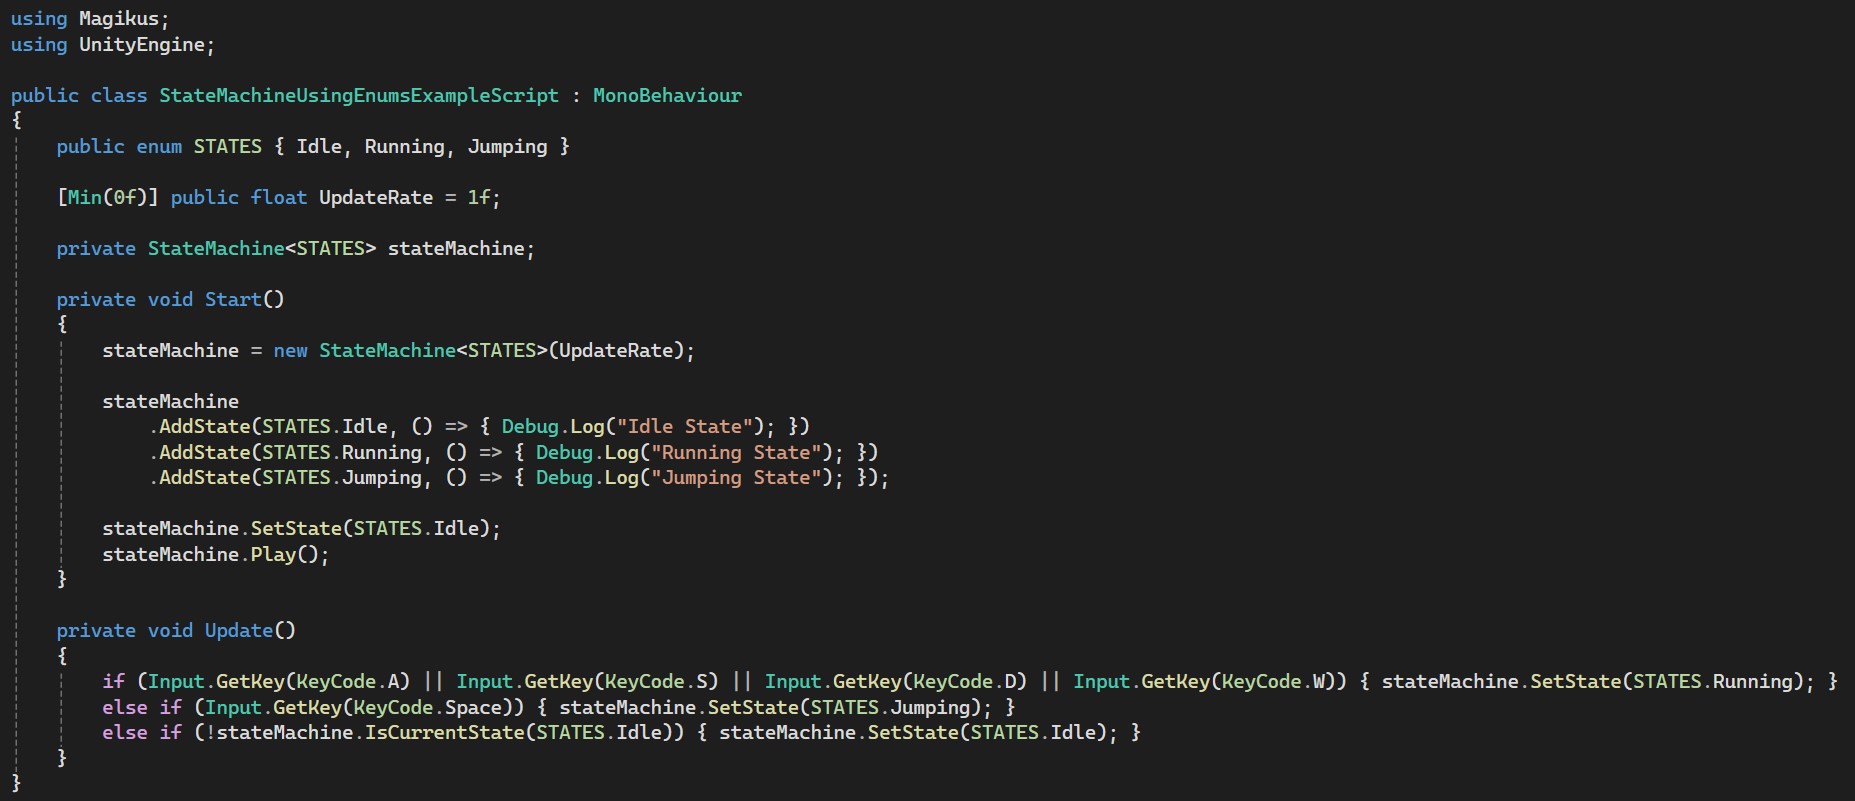 using Magikus;
using UnityEngine;

public class StateMachineUsingEnumsExampleScript : MonoBehaviour
{
    public enum STATES { Idle, Running, Jumping }

    [Min(0f)] public float UpdateRate = 1f;

    private StateMachine<STATES> stateMachine;

    private void Start()
    {
        stateMachine = new StateMachine<STATES>(UpdateRate);

        stateMachine
            .AddState(STATES.Idle, () => { Debug.Log("Idle State"); })
            .AddState(STATES.Running, () => { Debug.Log("Running State"); })
            .AddState(STATES.Jumping, () => { Debug.Log("Jumping State"); });

        stateMachine.SetState(STATES.Idle);
        stateMachine.Play();
    }

    private void Update()
    {
        if (Input.GetKey(KeyCode.A) || Input.GetKey(KeyCode.S) || Input.GetKey(KeyCode.D) || Input.GetKey(KeyCode.W)) { stateMachine.SetState(STATES.Running); }
        else if (Input.GetKey(KeyCode.Space)) { stateMachine.SetState(STATES.Jumping); }
        else if (!stateMachine.IsCurrentState(STATES.Idle)) { stateMachine.SetState(STATES.Idle); }
    }
}